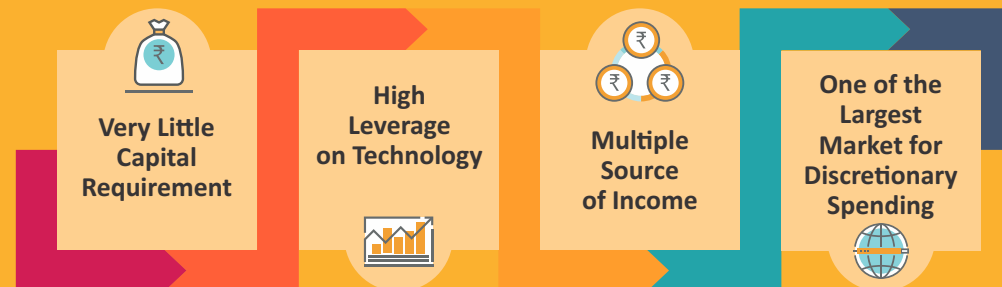 ₹
Very Little
Capital
Requirement
High
Leverage
on Technology
₹
₹ ₹
Multiple
Source
of Income
One of the
Largest
Market for
Discretionary
Spending